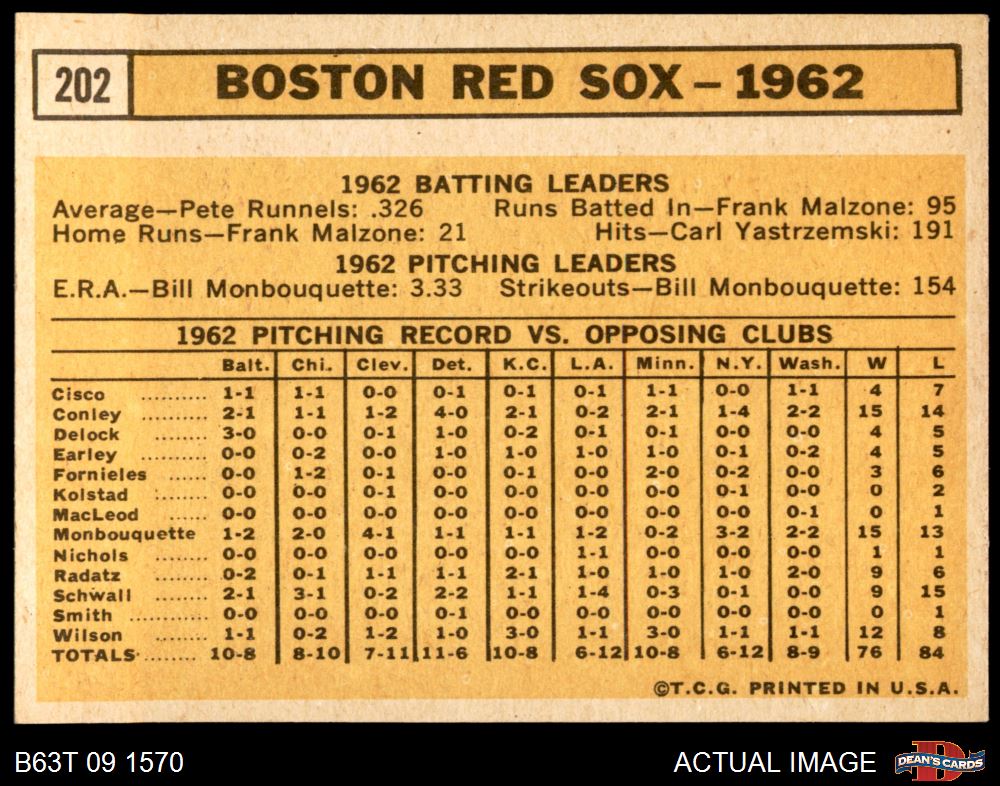 202 BOSTON RED SOX – 1962
1962 BATTING LEADERS
Average—Pete Runnels: .326 Runs Batted In—Frank Malzone: 95
Home Runs—Frank Malzone: 21 Hits—Carl Yastrzemski: 191
1962 PITCHING LEADERS
E.R.A.—Bill Monbouquette: 3.33 Strikeouts—Bill Monbouquette: 154
1962 PITCHING RECORD VS. OPPOSING CLUBS
Balt. Chi. Clev. Det. K.C. L.A. Minn. N.Y. Wash. W L
Cisco .......... 1-1 1-1 0-0 0-1 0-1 0-1 1-1 0-0 1-1 4 7
Conley .......... 2-1 1-1 1-2 4-0 2-1 0-2 2-1 1-4 2-2 15 14
Delock ......... 3-0 0-0 0-1 1-0 0-2 0-1 0-1 0-0 0-0 4 5
Earley .......... 0-0 0-2 0-0 1-0 1-0 1-0 1-0 0-1 0-2 4 5
Fornieles ...... 0-0 1-2 0-1 0-0 0-1 0-0 2-0 0-2 0-0 3 6
Kolstad ........ 0-0 0-0 0-1 0-0 0-0 0-0 0-0 0-1 0-0 0 2
MacLeod ...... 0-0 0-0 0-0 0-0 0-0 0-0 0-0 0-0 0-1 0 1
Monbouquette 1-2 2-0 4-1 1-1 1-1 1-2 0-2 3-2 2-2 15 13
Nichols ........ 0-0 0-0 0-0 0-0 0-0 1-1 0-0 0-0 0-0 1 1
Radatz ........ 0-2 0-1 1-1 1-1 2-1 1-0 1-0 1-0 2-0 9 6
Schwall ........ 2-1 3-1 0-2 2-2 1-1 1-4 0-3 0-1 0-0 9 15
Smith ............ 0-0 0-0 0-0 0-1 0-0 0-0 0-0 0-0 0-0 0 1
Wilson ........ 1-1 0-2 1-2 1-0 3-0 1-1 3-0 1-1 1-1 12 8
TOTALS ........ 10-8 8-10 7-11 11-6 10-8 6-12 10-8 6-12 8-9 76 84
©T.C.G. PRINTED IN U.S.A.
B63T 09 1570 ACTUAL IMAGE D DEAN'S CARDS